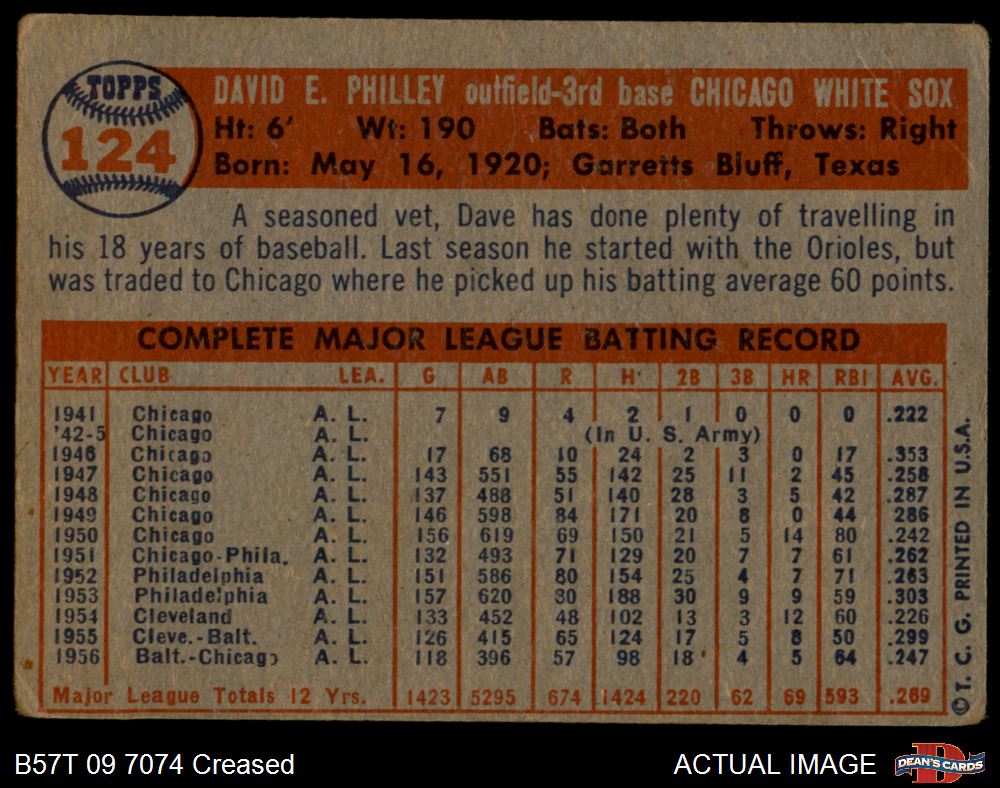 TOPPS
124
DAVID E. PHILLEY outfield-3rd base CHICAGO WHITE SOX
Ht: 6' Wt: 190 Bats: Both Throws: Right
Born: May 16, 1920; Garretts Bluff, Texas
A seasoned vet, Dave has done plenty of travelling in
his 18 years of baseball. Last season he started with the Orioles, but
was traded to Chicago where he picked up his batting average 60 points.
COMPLETE MAJOR LEAGUE BATTING RECORD
YEAR CLUB LEA. G AB R H 2B 3B HR RBI AVG.
1941 Chicago A. L. 7 9 4 2 1 0 0 0 .222
'42-5 Chicago A. L. (In U. S. Army)
1946 Chicago A. L. 17 68 10 24 2 3 0 17 .353
1947 Chicago A. L. 143 551 55 142 25 11 2 45 .258
1948 Chicago A. L. 137 488 51 140 28 3 5 42 .287
1949 Chicago A. L. 146 598 84 171 20 8 0 44 .286
1950 Chicago A. L. 156 619 69 150 21 5 14 80 .242
1951 Chicago-Phila. A. L. 132 493 71 129 20 7 7 61 .262
1952 Philadelphia A. L. 151 586 80 154 25 4 7 71 .263
1953 Philadelphia A. L. 157 620 80 188 30 9 9 59 .303
1954 Cleveland A. L. 133 452 48 102 13 3 12 60 .226
1955 Cleve.-Balt. A. L. 126 415 65 124 17 5 8 50 .299
1956 Balt.-Chicago A. L. 118 396 57 98 18 4 5 64 .247
Major League Totals 12 Yrs. 1423 5295 674 1424 220 62 69 593 .269
©T. C. G. PRINTED IN U.S.A.
B57T 09 7074 Creased
ACTUAL IMAGE
DEAN'S CARDS